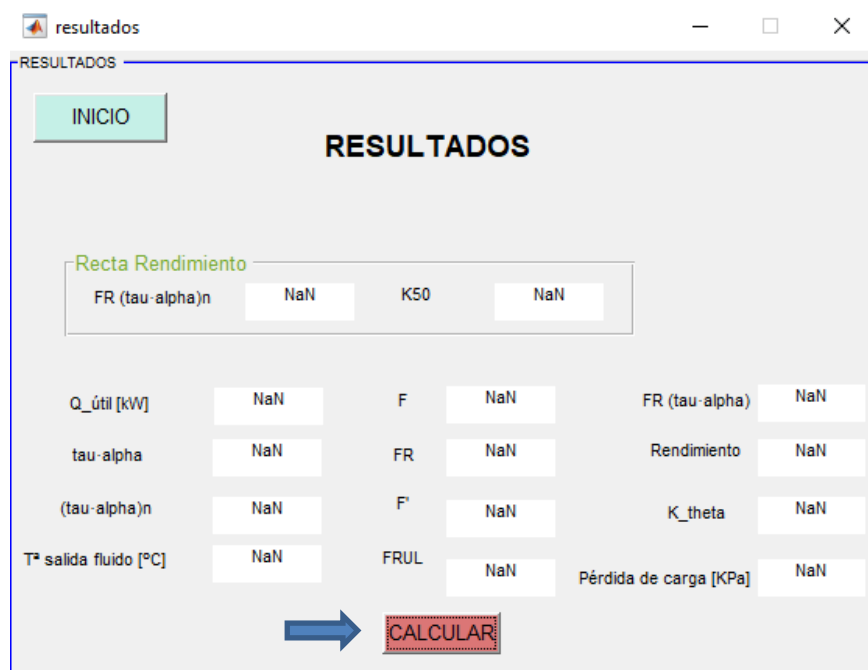 resultados
RESULTADOS
INICIO
RESULTADOS
Recta Rendimiento
FR (tau-alpha)n NaN K50 NaN
Q_útil [kW] NaN F NaN FR (tau-alpha) NaN
tau-alpha NaN FR NaN Rendimiento NaN
(tau-alpha)n NaN F' NaN K_theta NaN
Tª salida fluido [ºC] NaN FRUL NaN Pérdida de carga [KPa] NaN
CALCULAR